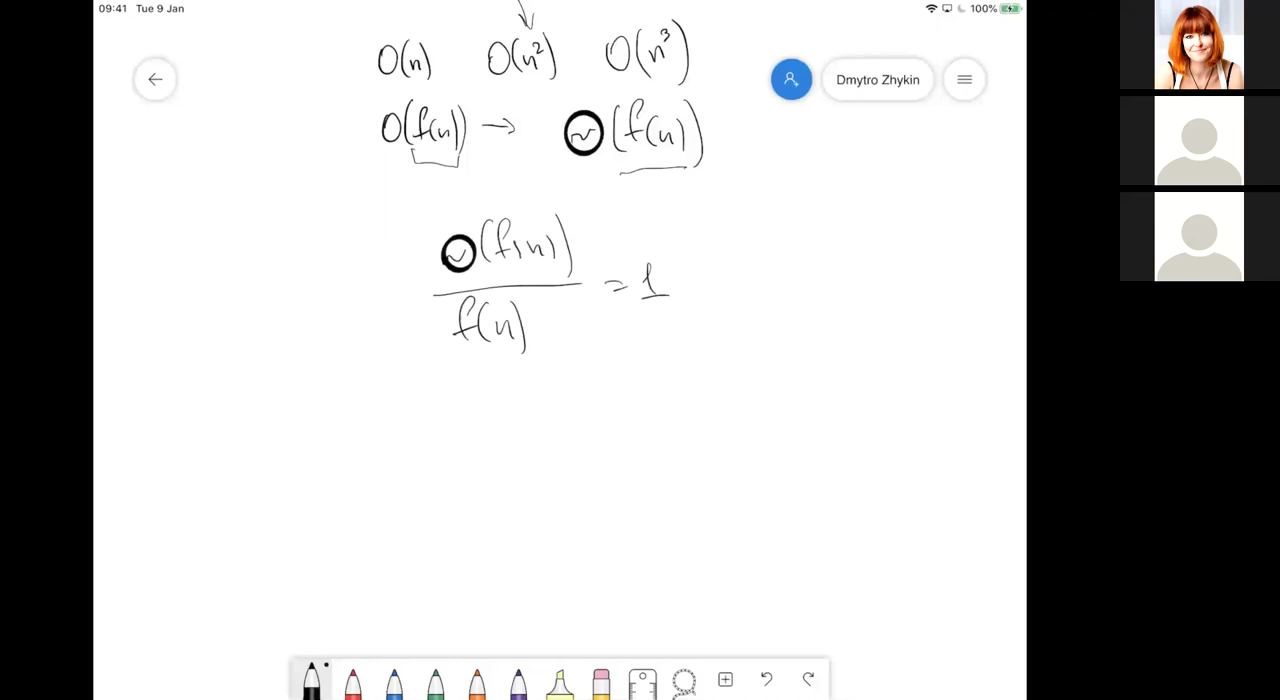 09:41 Tue 9 Jan 100%
O(n) O(n²) O(n³)
Dmytro Zhykin
O(f(n)) → Θ(f(n))
Θ(f(n))
f(n)
= 1